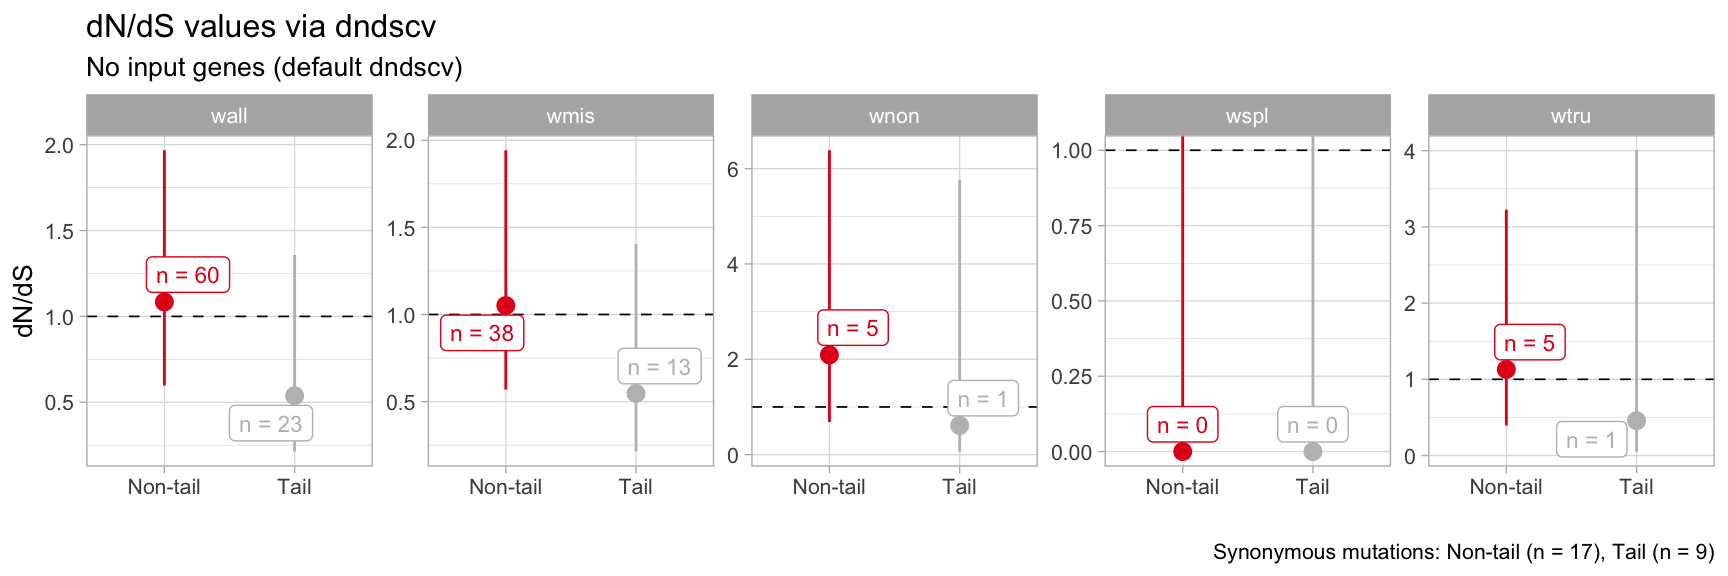 dN/dS values via dndscv
No input genes (default dndscv)
wall
wmis
wnon
wspl
wtru
dN/dS
2.0
1.5
1.0
0.5
n = 60
n = 23
Non-tail
Tail
2.0
1.5
1.0
0.5
n = 38
n = 13
Non-tail
Tail
6
4
2
0
n = 5
n = 1
Non-tail
Tail
1.00
0.75
0.50
0.25
0.00
n = 0
n = 0
Non-tail
Tail
4
3
2
1
0
n = 5
n = 1
Non-tail
Tail
Synonymous mutations: Non-tail (n = 17), Tail (n = 9)